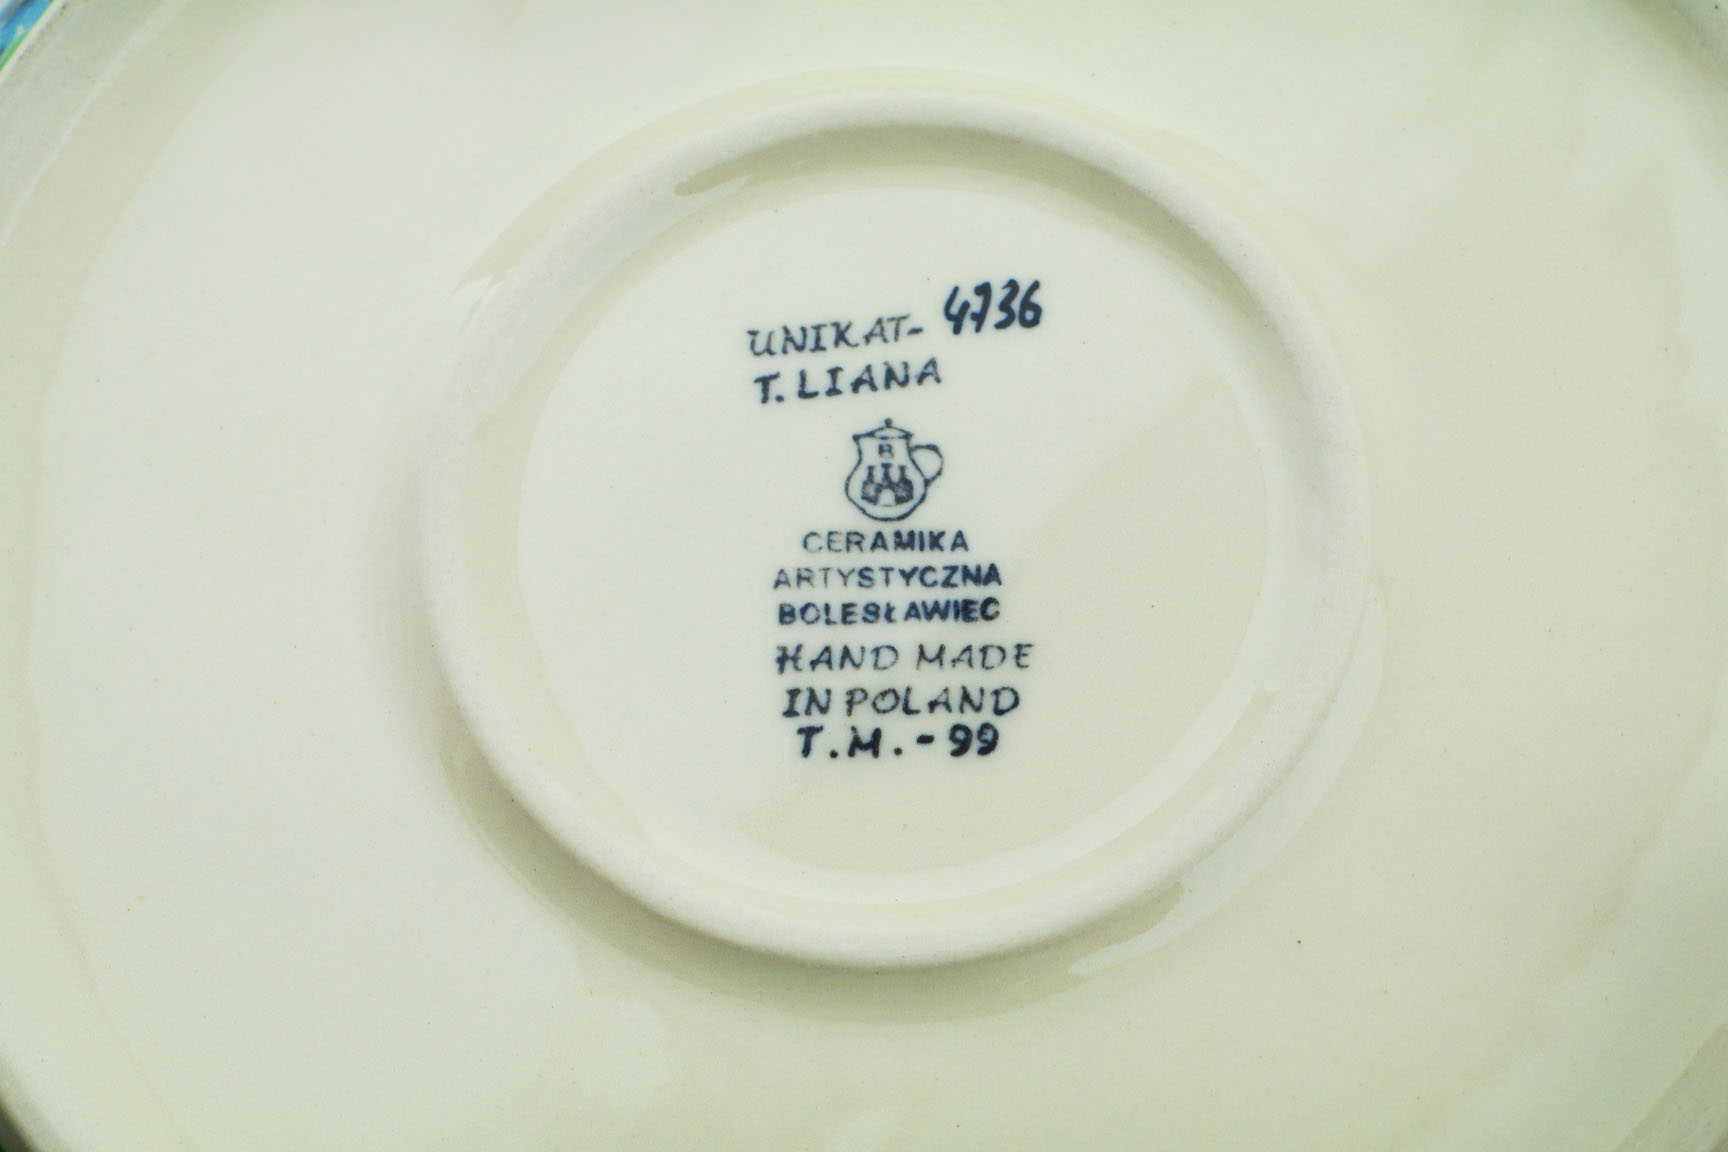 UNIKAT- 4736
T. LIANA
B
CERAMIKA
ARTYSTYCZNA
BOLESŁAWIEC
HAND MADE
IN POLAND
T.M.-99